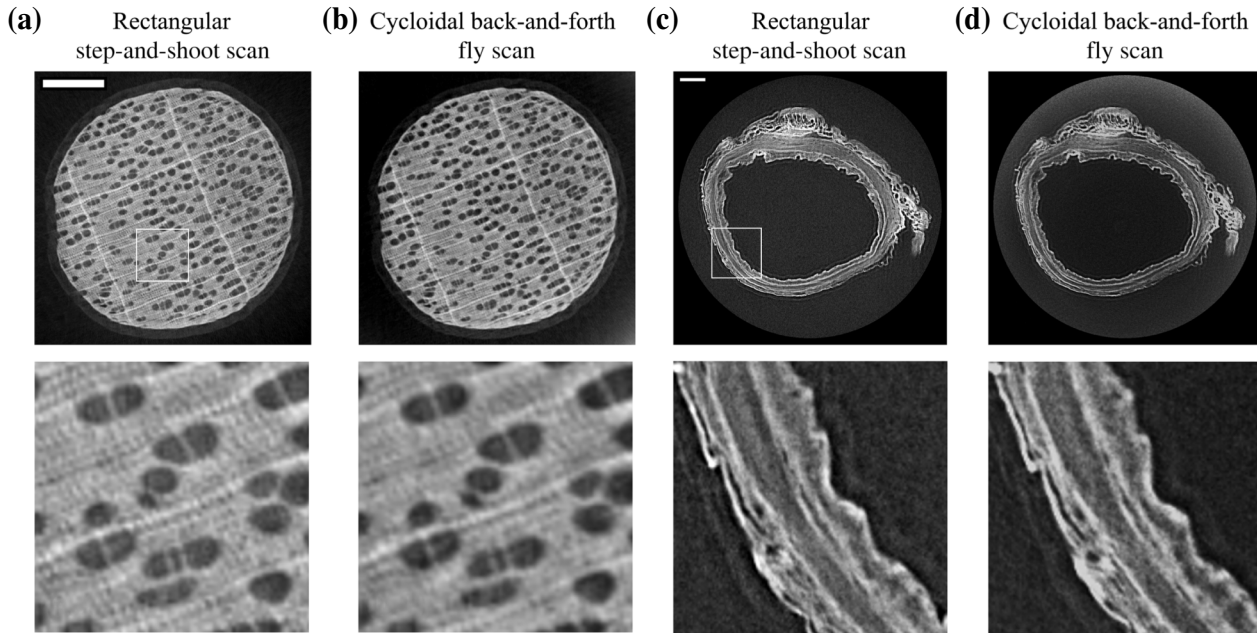 (a) Rectangular
step-and-shoot scan
(b) Cycloidal back-and-forth
fly scan
(c) Rectangular
step-and-shoot scan
(d) Cycloidal back-and-forth
fly scan